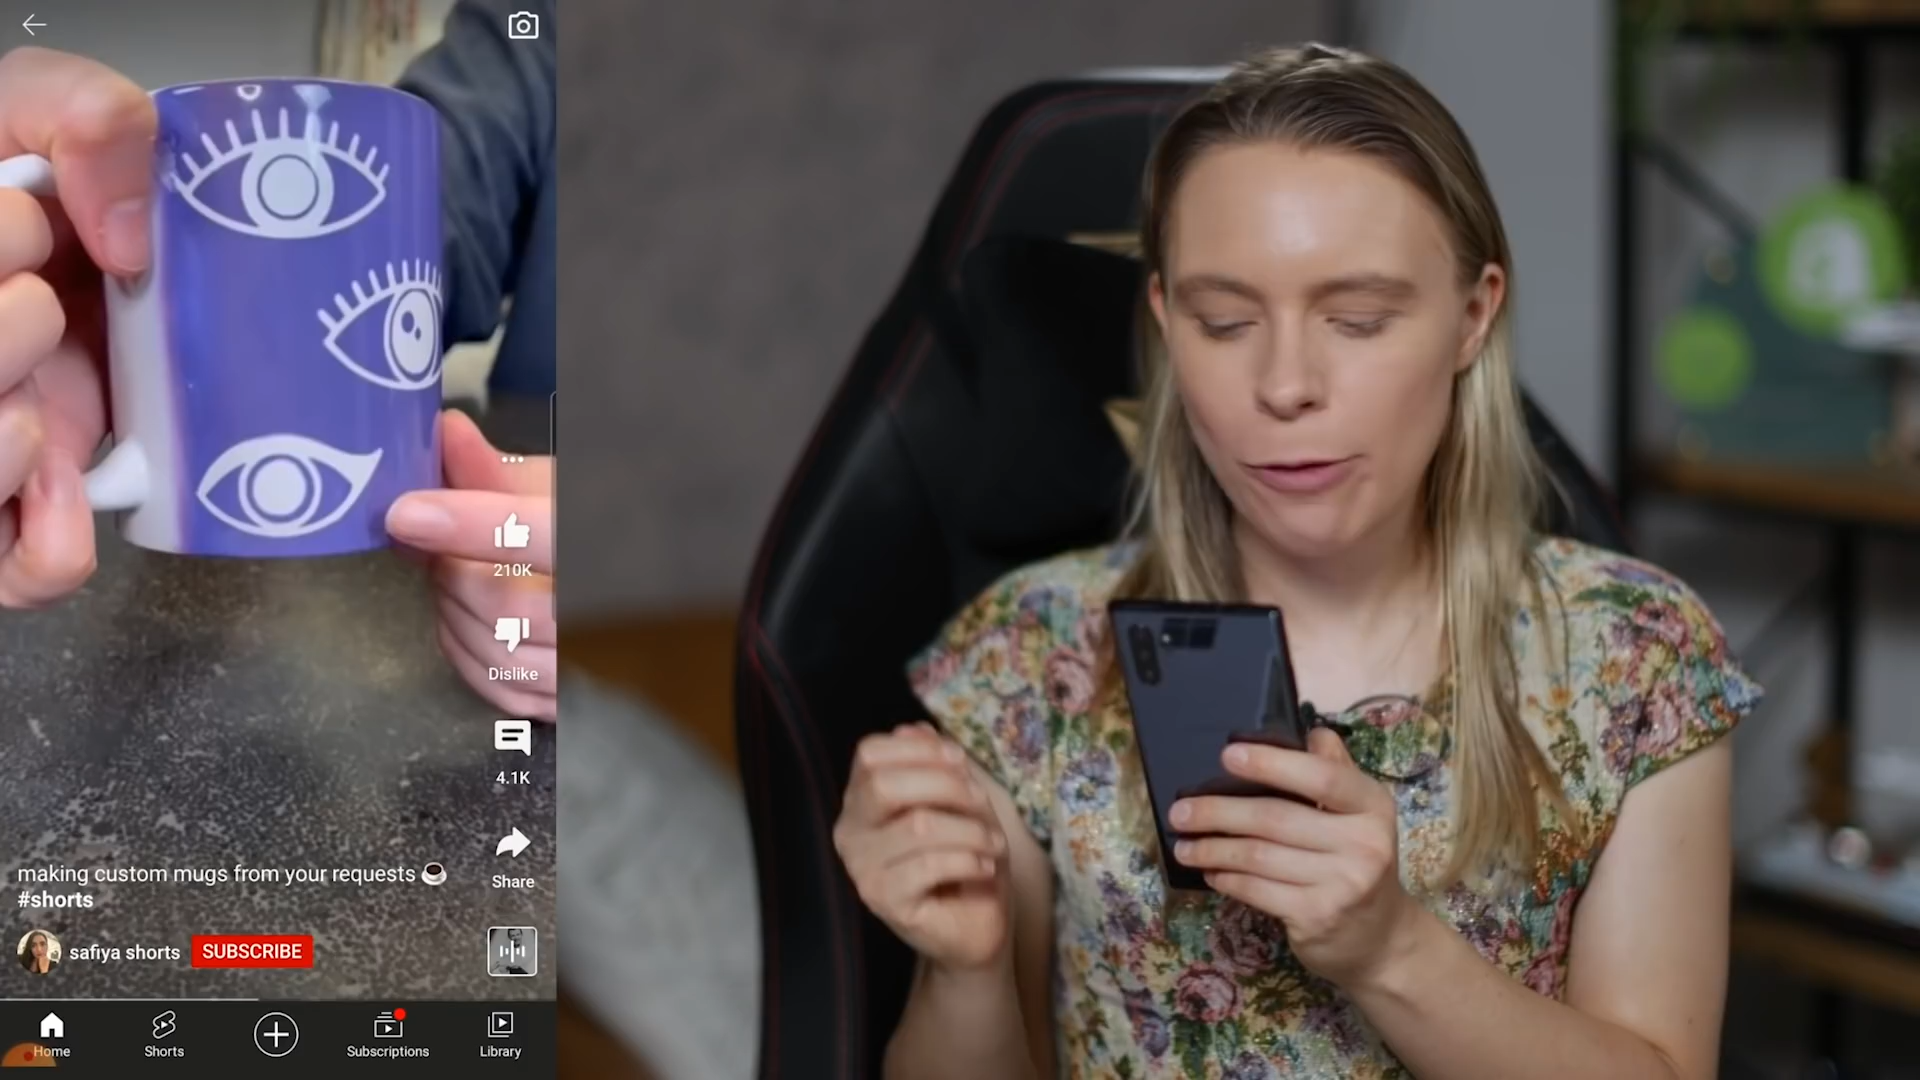 210K
Dislike
4.1K
Share
making custom mugs from your requests
#shorts
safiya shorts
SUBSCRIBE
Home
Shorts
Subscriptions
Library